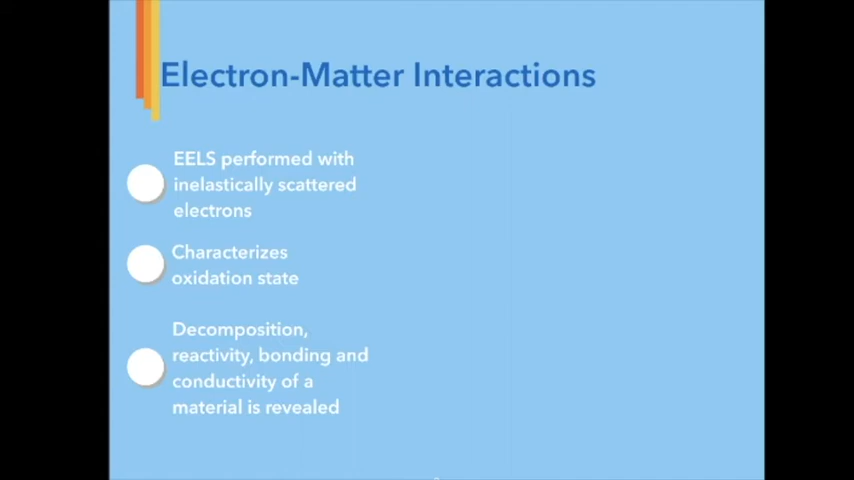 Electron-Matter Interactions
EELS performed with
inelastically scattered
electrons
Characterizes
oxidation state
Decomposition,
reactivity, bonding and
conductivity of a
material is revealed